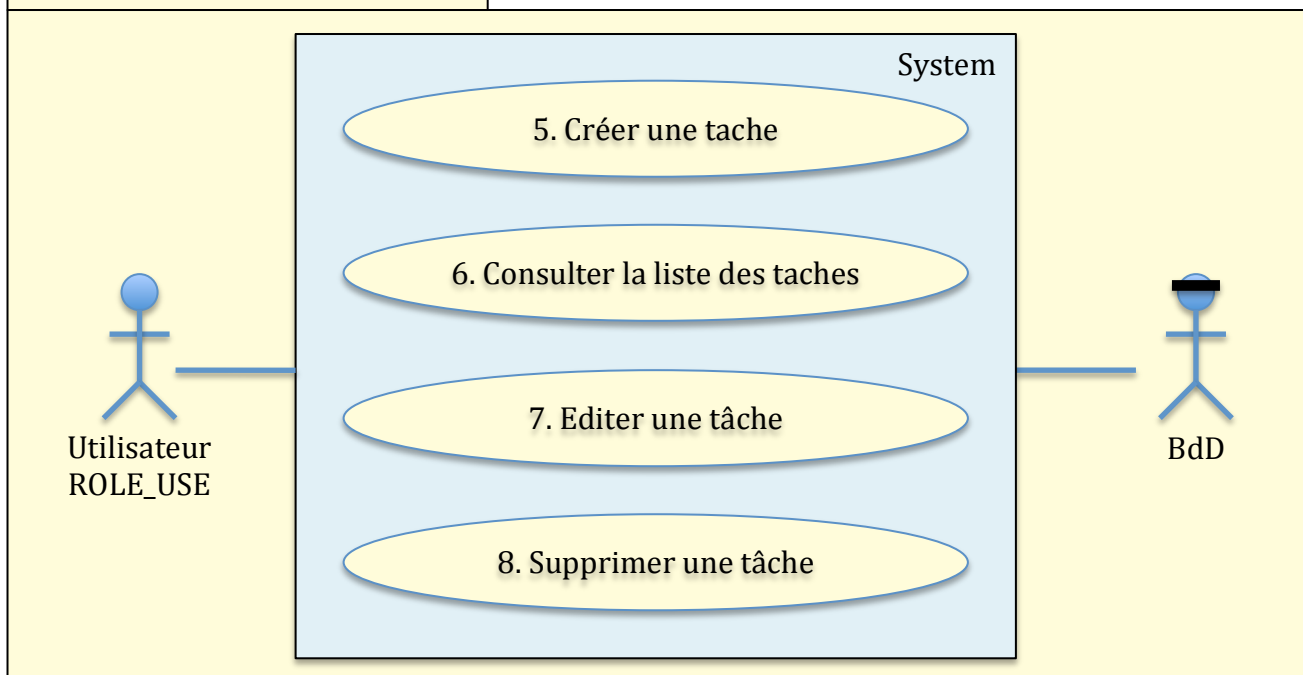 System
5. Créer une tache
6. Consulter la liste des taches
7. Editer une tâche
8. Supprimer une tâche
Utilisateur
ROLE_USE
BdD